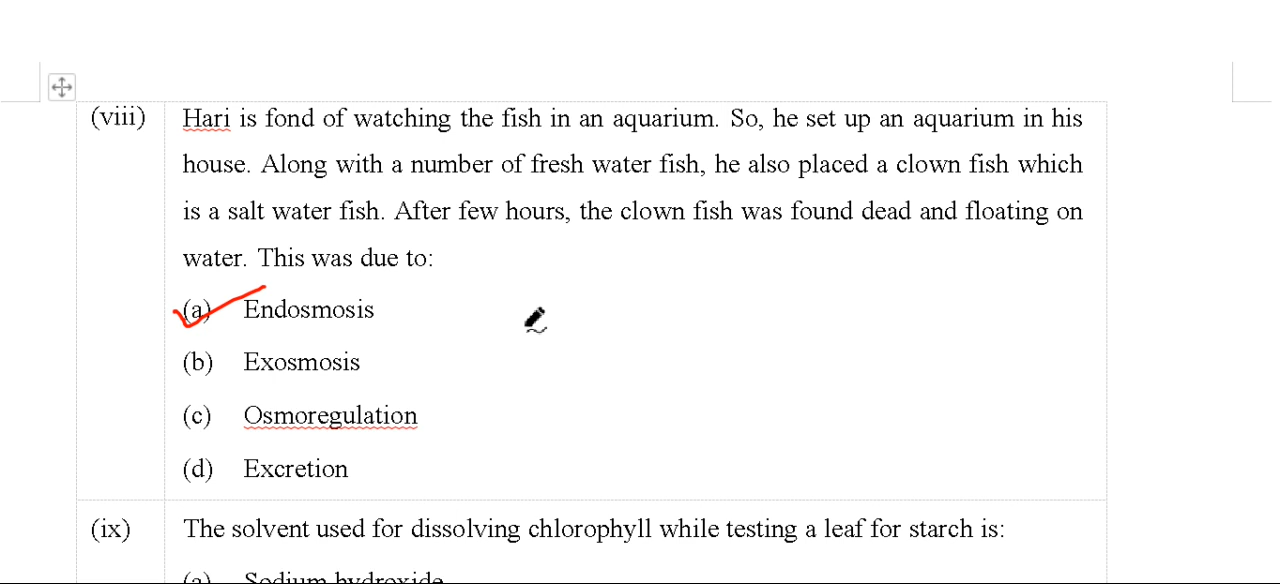 (viii) Hari is fond of watching the fish in an aquarium. So, he set up an aquarium in his
house. Along with a number of fresh water fish, he also placed a clown fish which
is a salt water fish. After few hours, the clown fish was found dead and floating on
water. This was due to:
(a) Endosmosis
(b) Exosmosis
(c) Osmoregulation
(d) Excretion
(ix) The solvent used for dissolving chlorophyll while testing a leaf for starch is:
(a) Sodium hydroxide